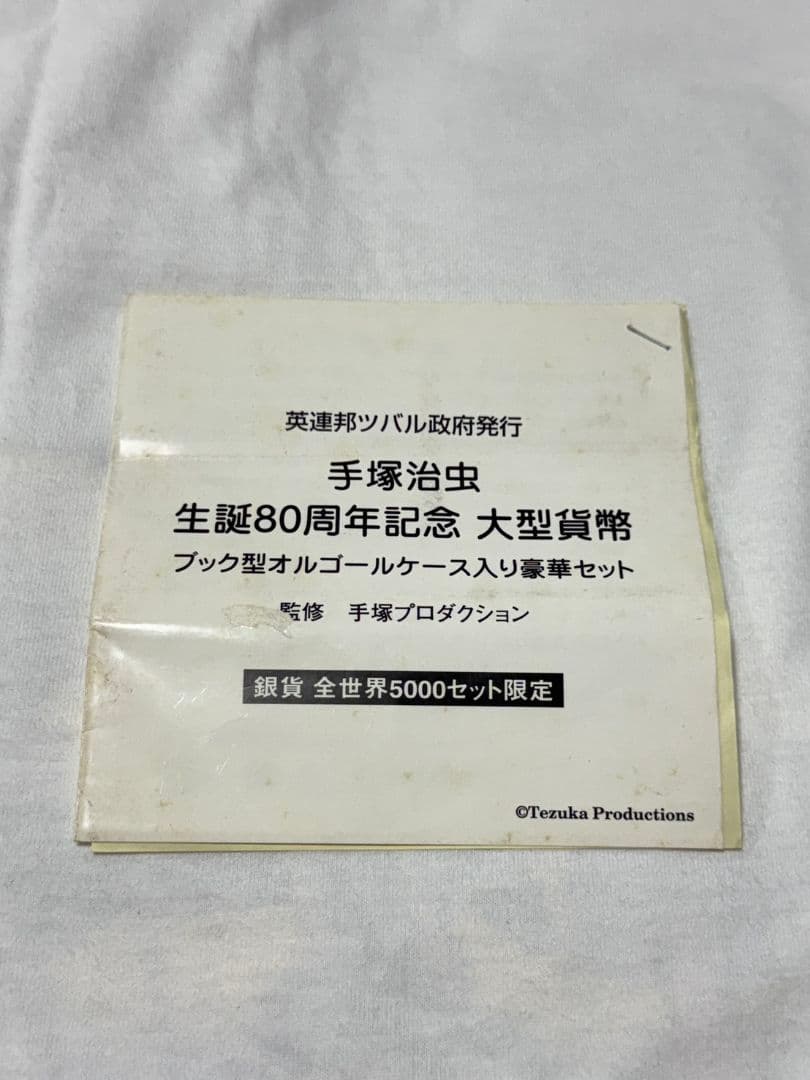 英連邦ツバル政府発行
手塚治虫
生誕80周年記念 大型貨幣
ブック型オルゴールケース入り豪華セット
監修 手塚プロダクション
銀貨 全世界5000セット限定
©Tezuka Productions